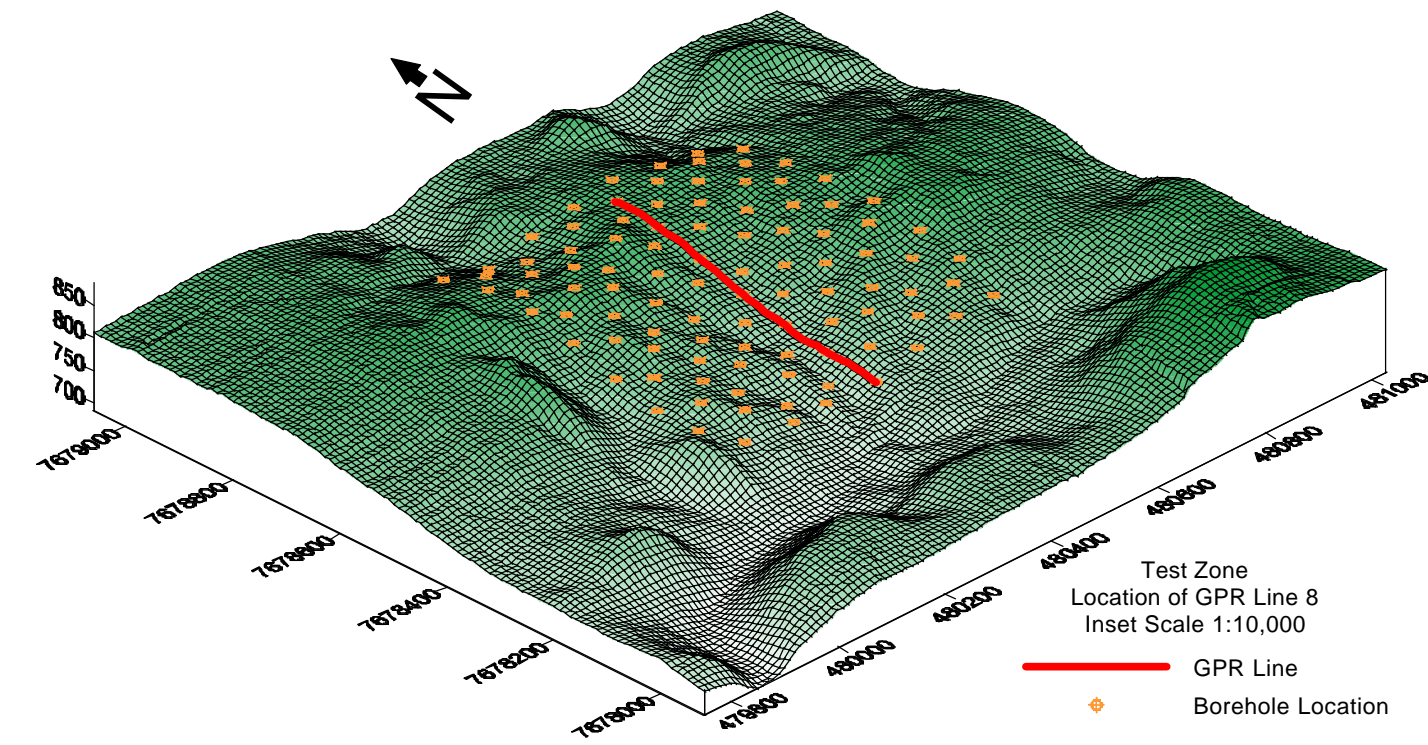 N
850
800
750
700
7679000
7678800
7678600
7678400
7678200
7678000
479800
480000
480200
480400
480600
480800
481000
Test Zone
Location of GPR Line 8
Inset Scale 1:10,000
GPR Line
Borehole Location